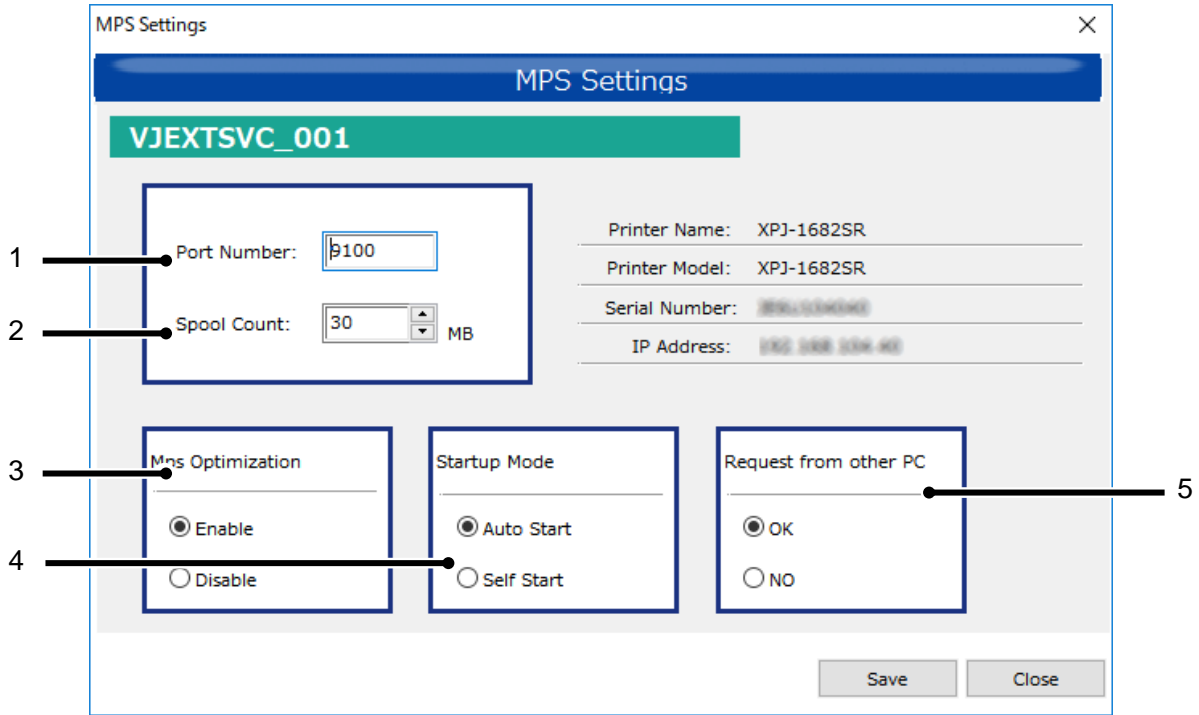 MPS Settings
MPS Settings
VJEXTSVC_001
1
Port Number: 9100
2
Spool Count: 30 MB
Printer Name: XPJ-1682SR
Printer Model: XPJ-1682SR
Serial Number:
IP Address:
3
Mps Optimization
Enable
Disable
4
Startup Mode
Auto Start
Self Start
Request from other PC
5
OK
NO
Save
Close